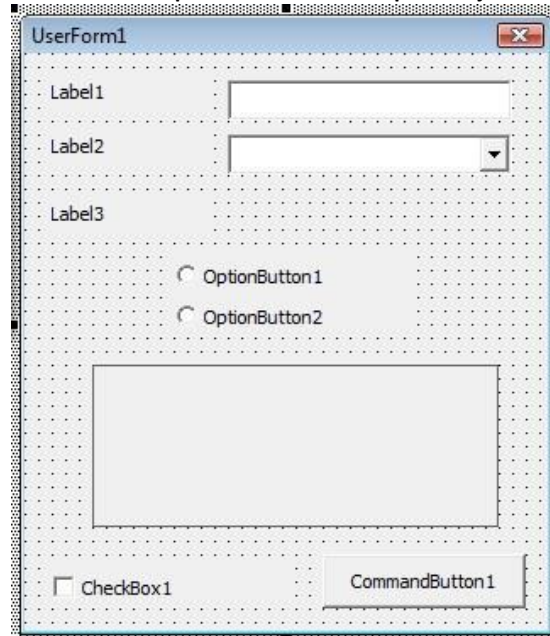 UserForm1
Label1
Label2
Label3
OptionButton1
OptionButton2
CheckBox1
CommandButton1